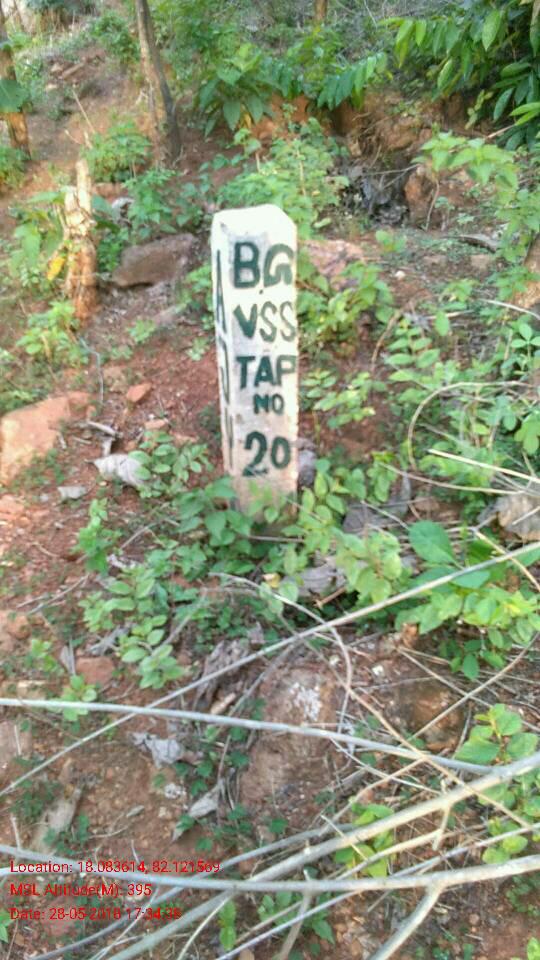 BG
VSS
TAP
NO
20
Location: 18.083614, 82.121569
MSL Altitude(M): 395
Date: 28-05-2018 17:34:38